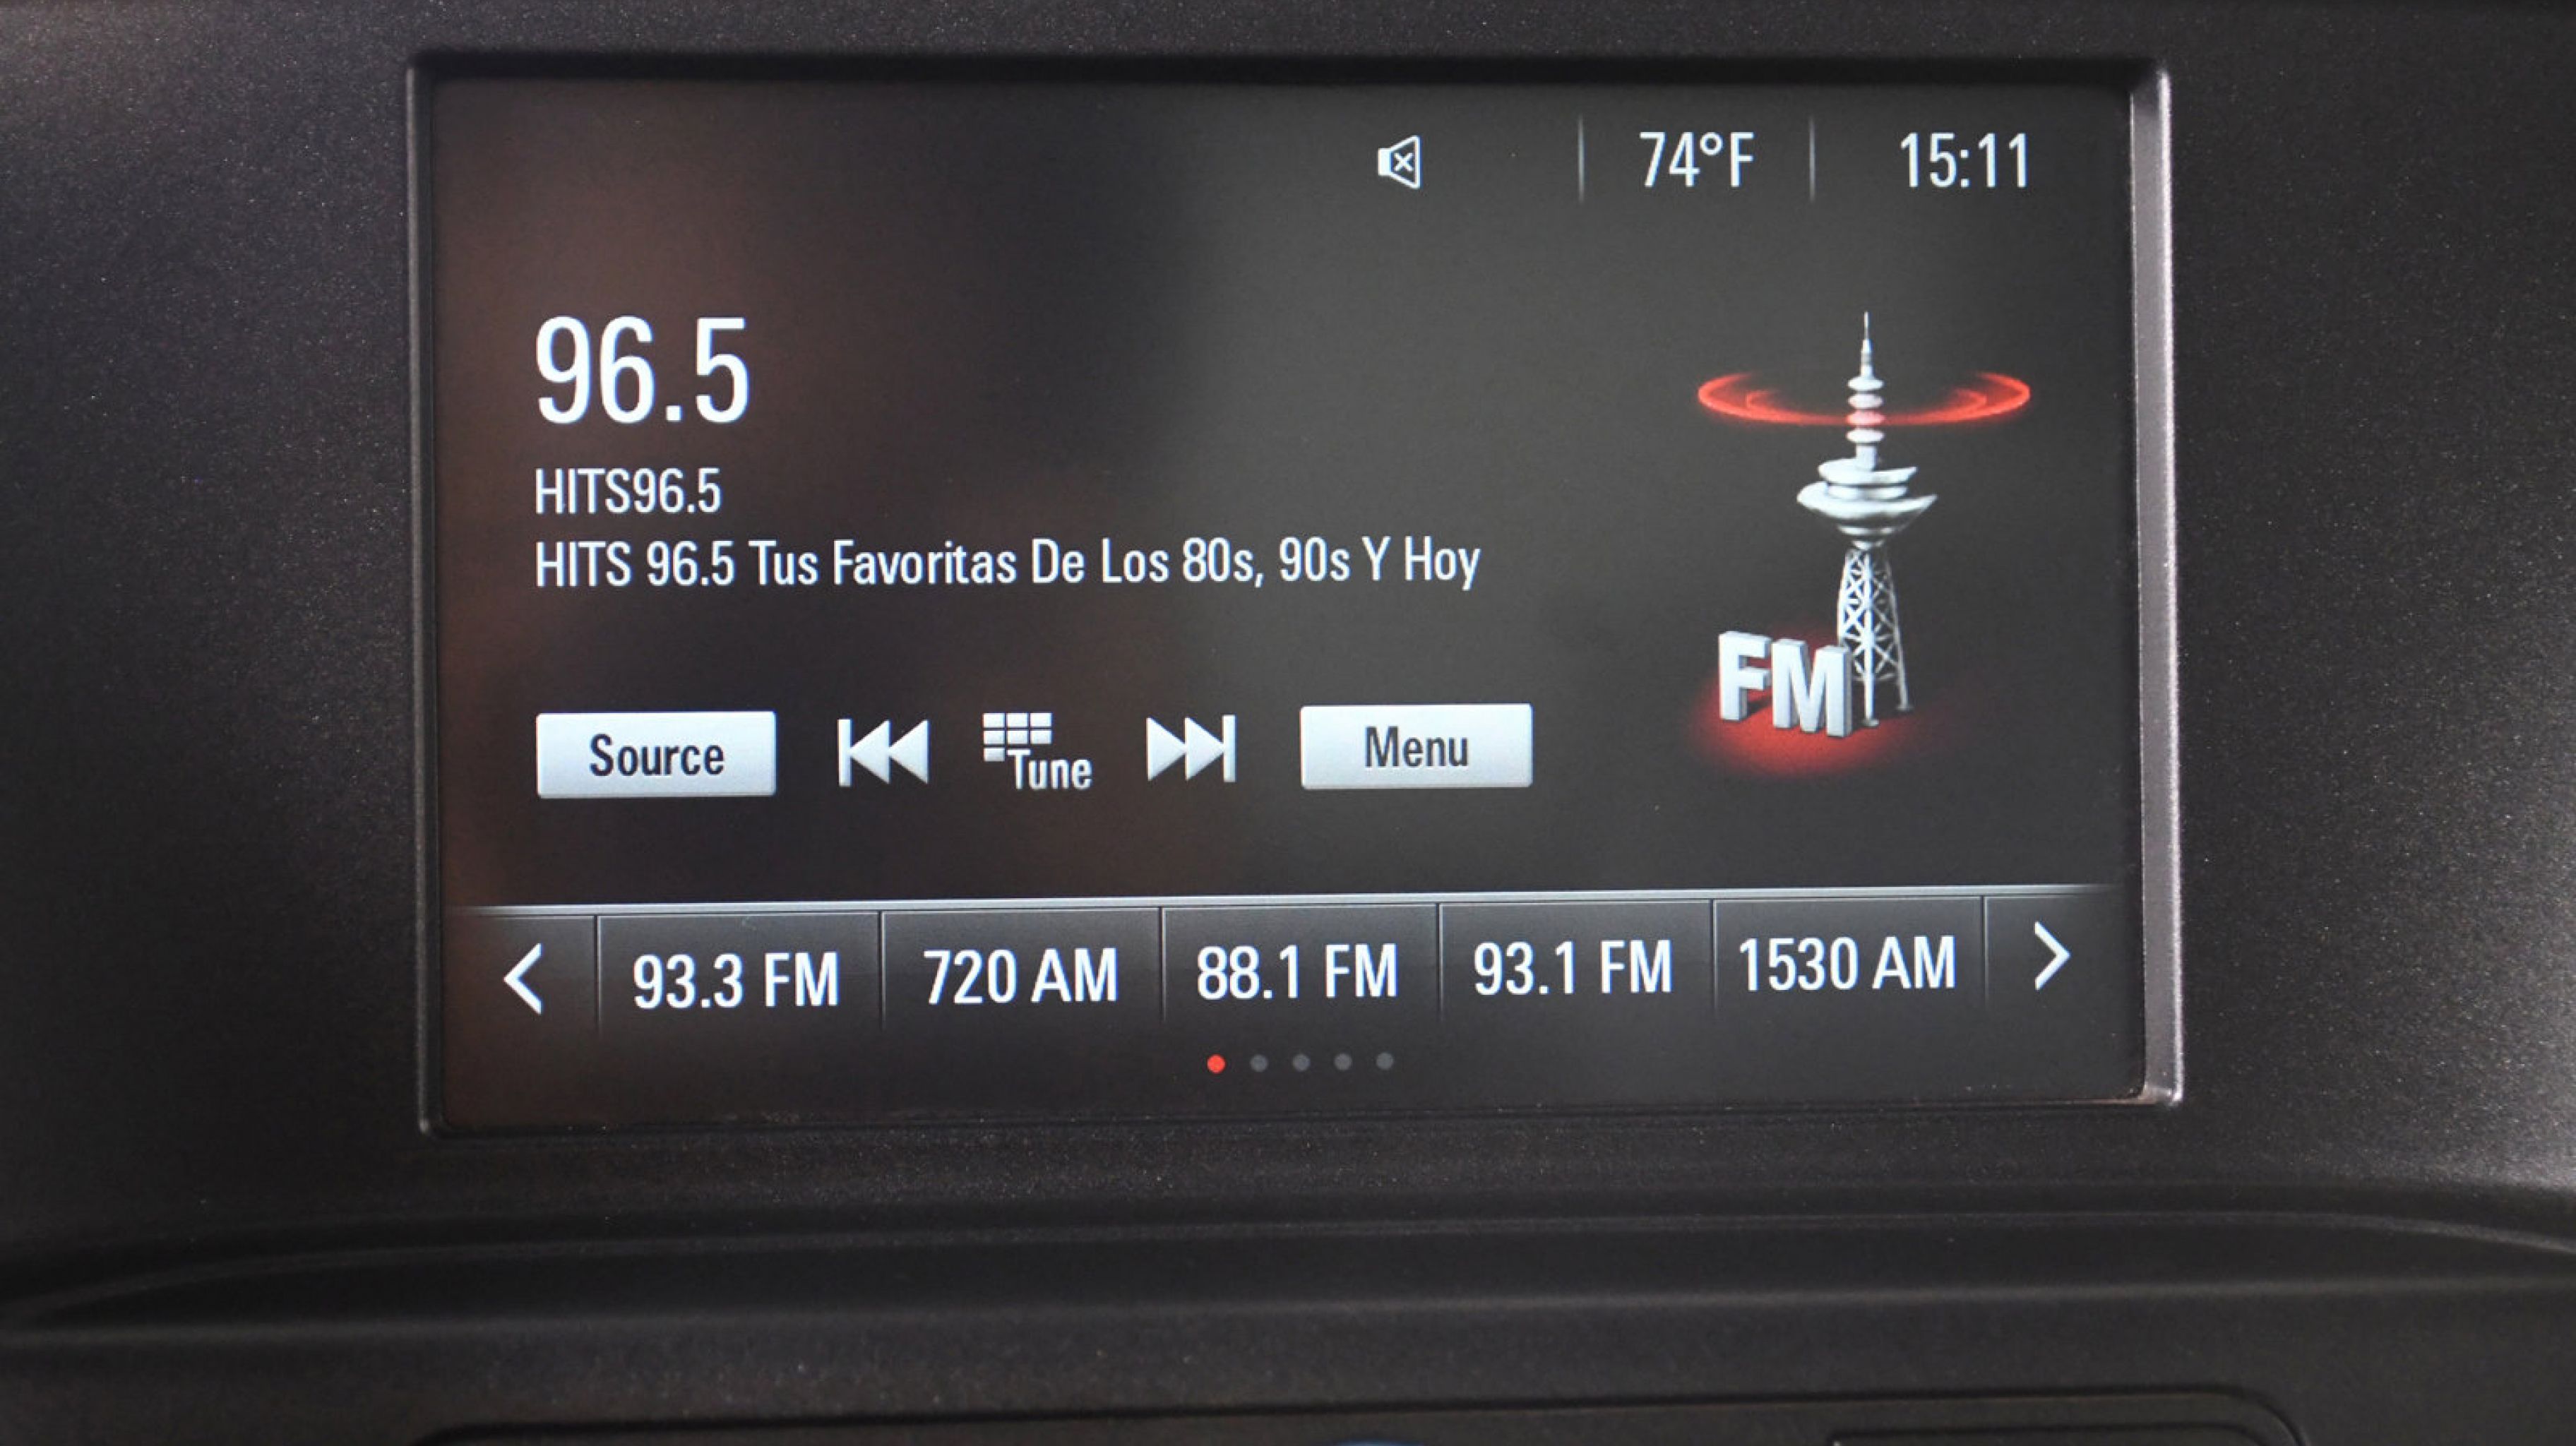 74°F 15:11
96.5
HITS96.5
HITS 96.5 Tus Favoritas De Los 80s, 90s Y Hoy
FM
Source Tune Menu
93.3 FM 720 AM 88.1 FM 93.1 FM 1530 AM